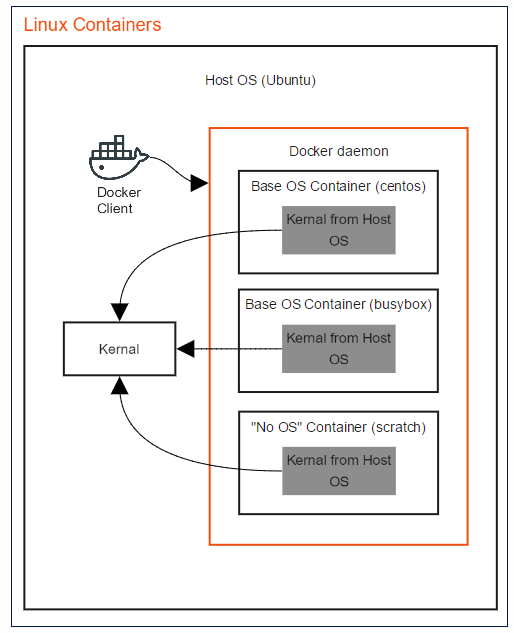 Linux Containers
Host OS (Ubuntu)
Docker
Client
Docker daemon
Base OS Container (centos)
Kernal from Host
OS
Base OS Container (busybox)
Kernal from Host
OS
Kernal
"No OS" Container (scratch)
Kernal from Host
OS